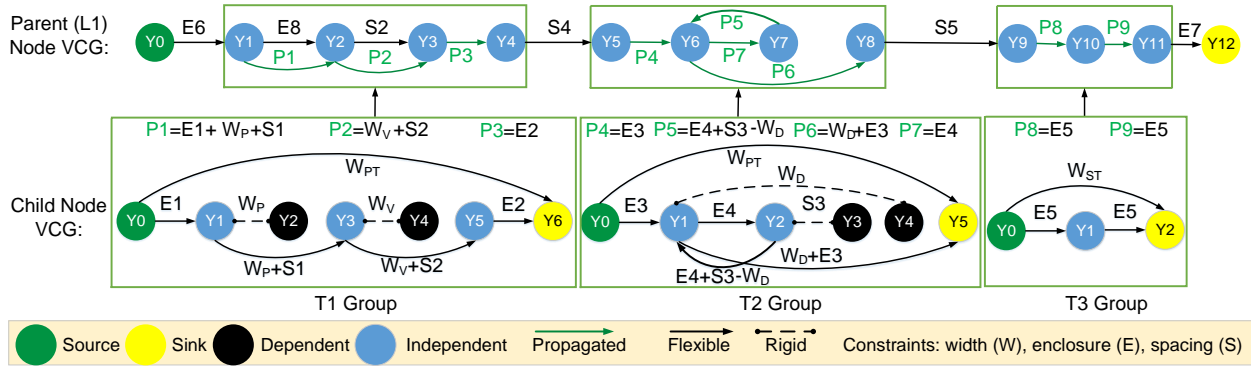 Parent (L1) Node VCG:
Y0 E6 Y1 E8 Y2 S2 Y3 P3 Y4 S4 Y5 P4 Y6 P5 P7 Y7 P6 Y8 S5 Y9 P8 Y10 P9 Y11 E7 Y12
P1 P2
P1=E1+ WP+S1 P2=WV+S2 P3=E2
P4=E3 P5=E4+S3-WD P6=WD+E3 P7=E4
P8=E5 P9=E5
Child Node VCG:
WPT
Y0 E1 Y1 WP Y2 Y3 WV Y4 Y5 E2 Y6
WP+S1 WV+S2
T1 Group
WPT WD
Y0 E3 Y1 E4 Y2 S3 Y3 Y4 Y5
WD+E3
E4+S3-WD
T2 Group
WST
Y0 E5 Y1 E5 Y2
T3 Group
Source Sink Dependent Independent Propagated Flexible Rigid Constraints: width (W), enclosure (E), spacing (S)